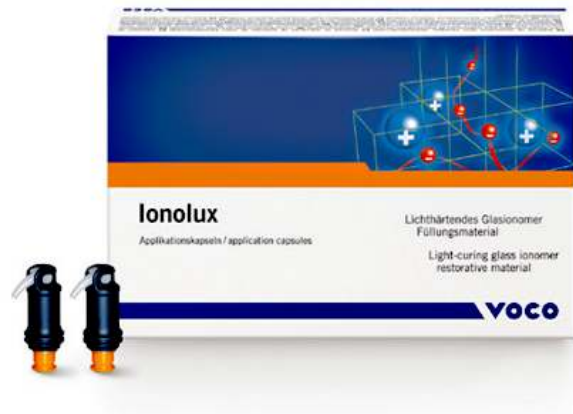 Ionolux
Applikationskapseln / application capsules
Lichthärtendes Glasionomer
Füllungsmaterial
Light-curing glass ionomer
restorative material
VOCO